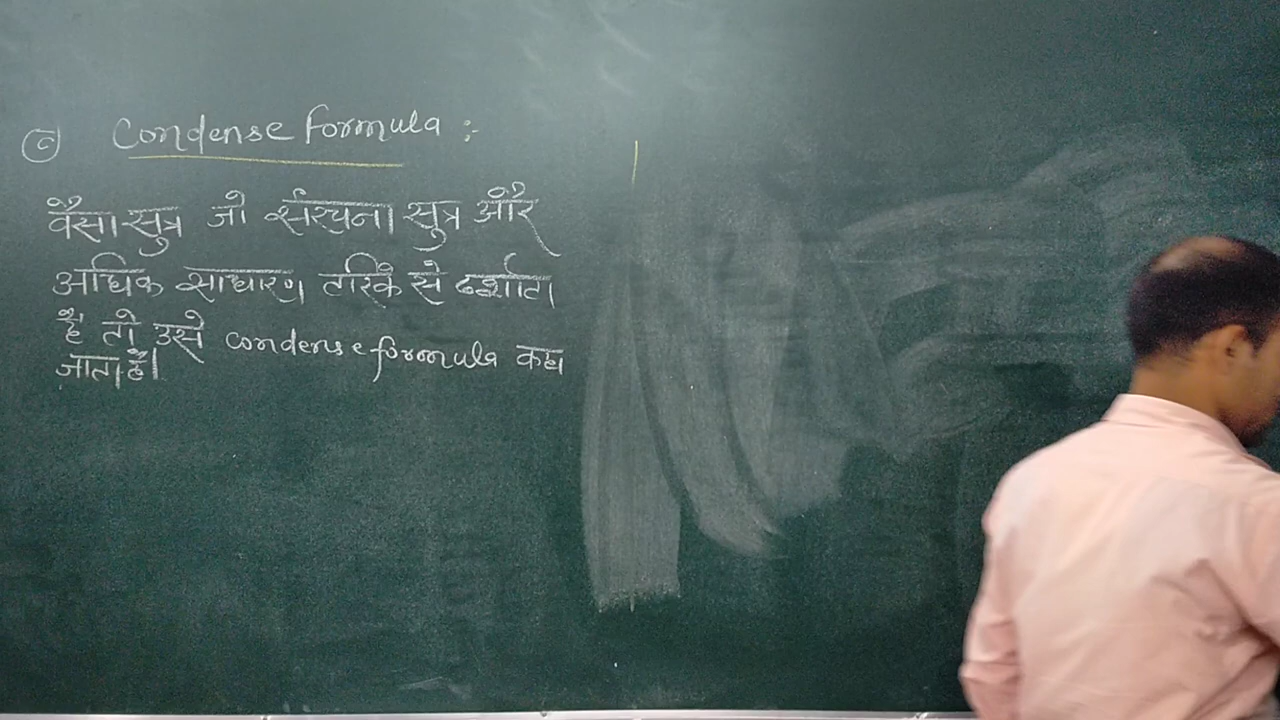 C Condense formula :-
वैसा सूत्र जो संरचना सूत्र और
अधिक साधारण तरिके से दर्शाता
है तो उसे condense formula कहा
जाता है।